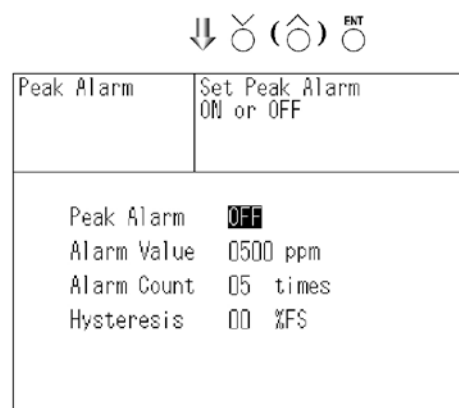 ENT
Peak Alarm
Set Peak Alarm
ON or OFF
Peak Alarm OFF
Alarm Value 0500 ppm
Alarm Count 05 times
Hysteresis 00 %FS